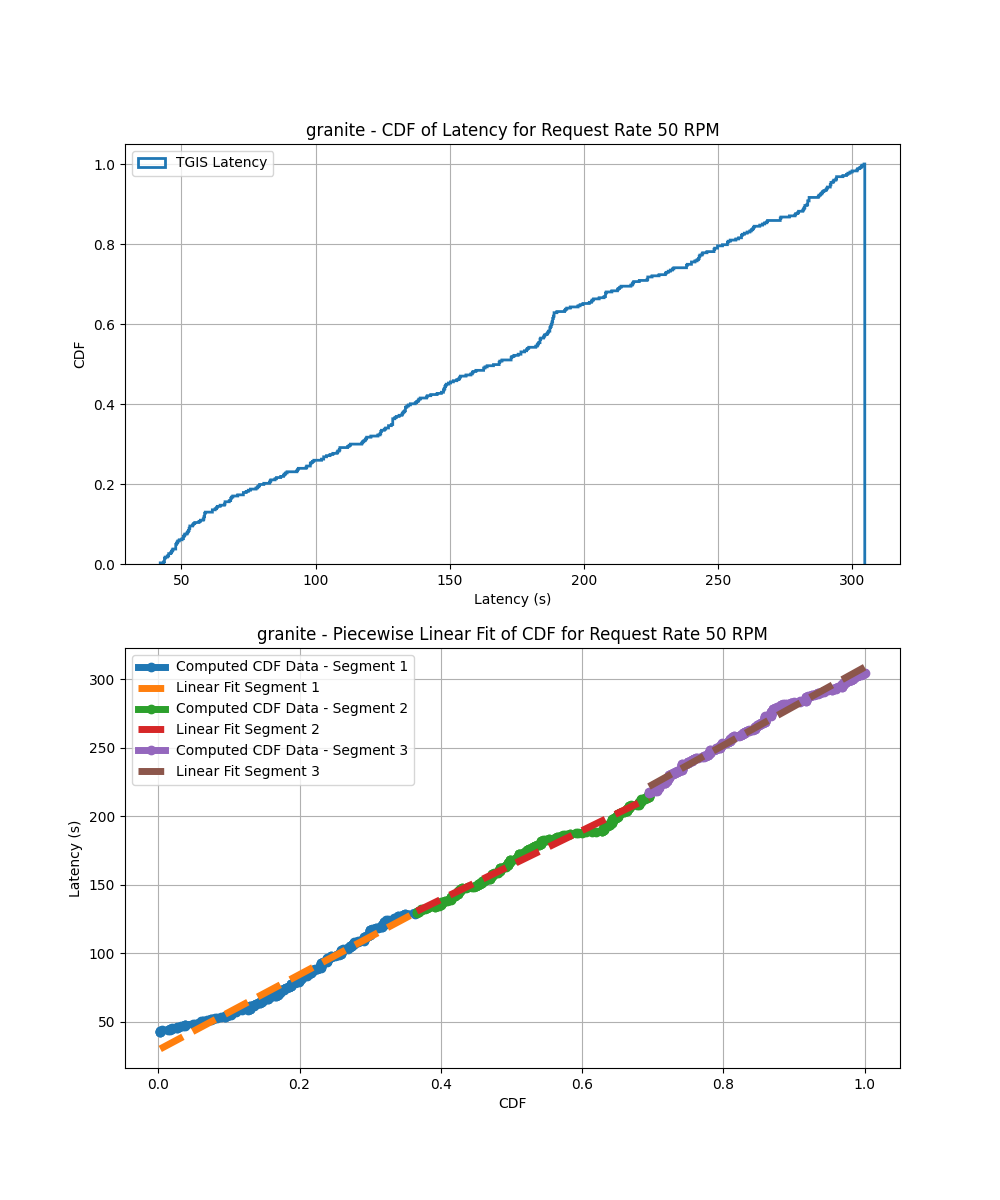 granite - CDF of Latency for Request Rate 50 RPM
TGIS Latency
1.0
0.8
0.6
0.4
0.2
0.0
CDF
50 100 150 200 250 300
Latency (s)
granite - Piecewise Linear Fit of CDF for Request Rate 50 RPM
Computed CDF Data - Segment 1
Linear Fit Segment 1
Computed CDF Data - Segment 2
Linear Fit Segment 2
Computed CDF Data - Segment 3
Linear Fit Segment 3
300
250
200
150
100
50
Latency (s)
0.0 0.2 0.4 0.6 0.8 1.0
CDF